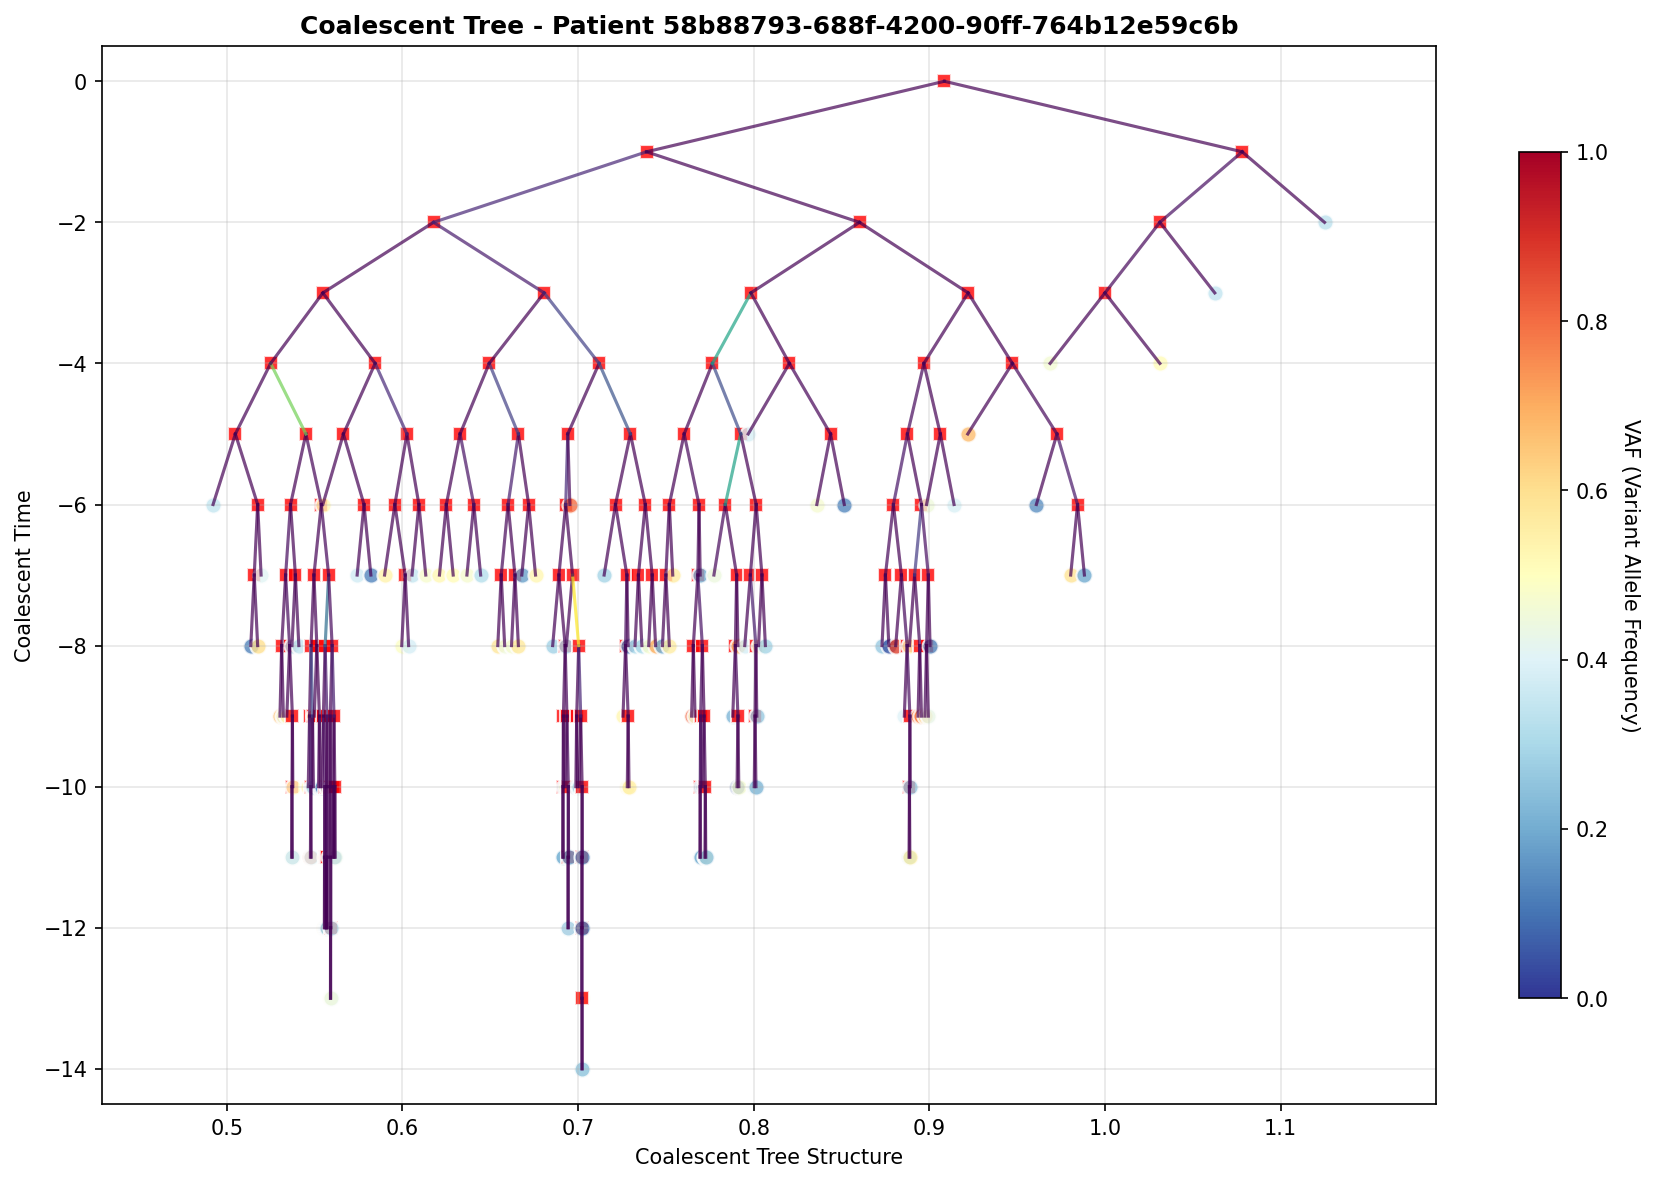 Coalescent Tree - Patient 58b88793-688f-4200-90ff-764b12e59c6b
0
−2
−4
−6
−8
−10
−12
−14
Coalescent Time
0.5 0.6 0.7 0.8 0.9 1.0 1.1
Coalescent Tree Structure
1.0
0.8
0.6
0.4
0.2
0.0
VAF (Variant Allele Frequency)